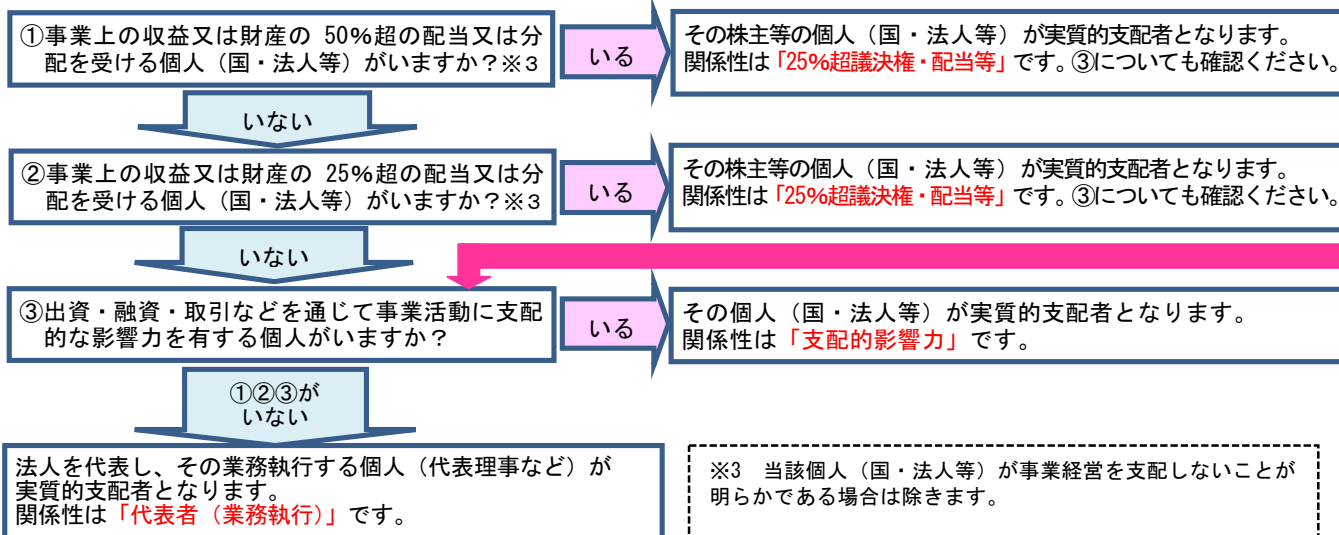 ①事業上の収益又は財産の 50%超の配当又は分
配を受ける個人（国・法人等）がいますか？※3
いる
その株主等の個人（国・法人等）が実質的支配者となります。
関係性は「25%超議決権・配当等」です。③についても確認ください。
いない
②事業上の収益又は財産の 25%超の配当又は分
配を受ける個人（国・法人等）がいますか？※3
いる
その株主等の個人（国・法人等）が実質的支配者となります。
関係性は「25%超議決権・配当等」です。③についても確認ください。
いない
③出資・融資・取引などを通じて事業活動に支配
的な影響力を有する個人がいますか？
いる
その個人（国・法人等）が実質的支配者となります。
関係性は「支配的影響力」です。
①②③が
いない
法人を代表し、その業務執行する個人（代表理事など）が
実質的支配者となります。
関係性は「代表者（業務執行）」です。
※3　当該個人（国・法人等）が事業経営を支配しないことが
明らかである場合は除きます。